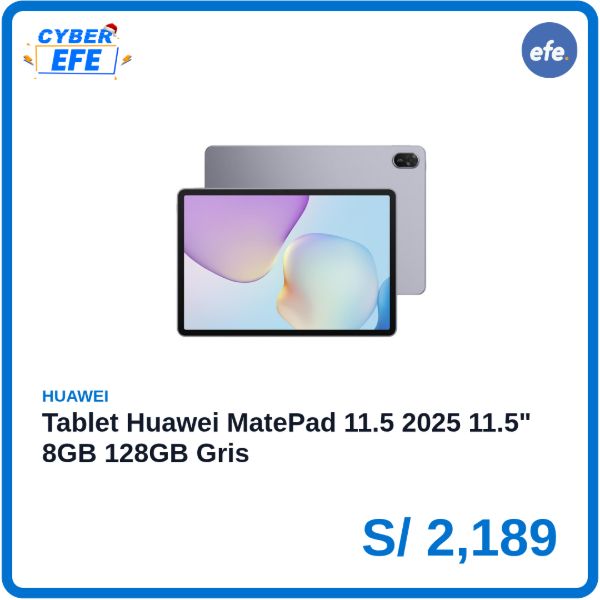 CYBER
EFE
efe.
HUAWEI
Tablet Huawei MatePad 11.5 2025 11.5"
8GB 128GB Gris
S/ 2,189